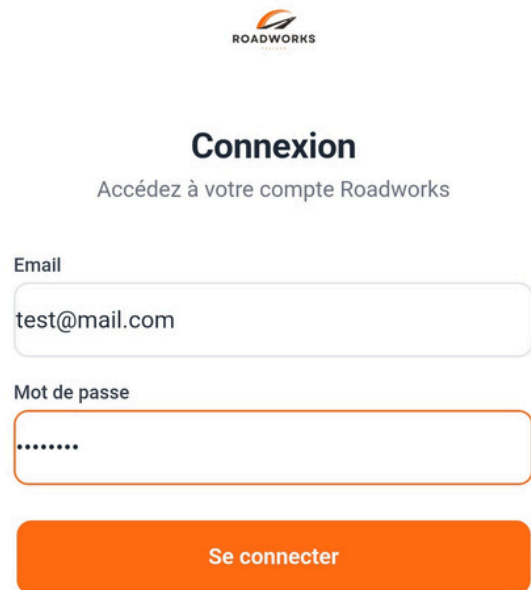 ROADWORKS
Connexion
Accédez à votre compte Roadworks
Email
test@mail.com
Mot de passe
••••••••
Se connecter